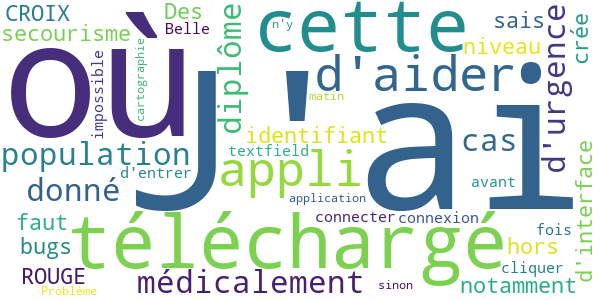 CROIX
secourisme
Des
Belle
diplôme
n'y
cette
sais
niveau
crée
d'urgence
où
J'ai
impossible
cartographie
d'aider
matin
identifiant
cas
population
d'entrer
textfield
appli
avant
donné
application
d'interface
faut
téléchargé
connecter
connexion
fois
bugs
hors
ROUGE
médicalement
sinon
cliquer
notamment
Problème